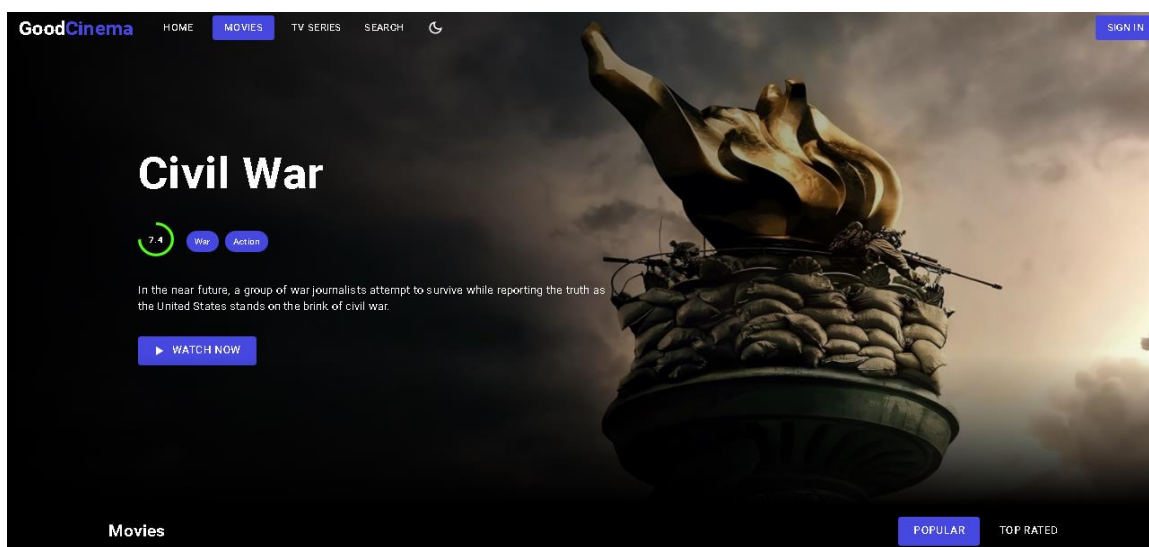 GoodCinema HOME MOVIES TV SERIES SEARCH SIGN IN
Civil War
7.4 War Action
In the near future, a group of war journalists attempt to survive while reporting the truth as
the United States stands on the brink of civil war.
WATCH NOW
Movies POPULAR TOP RATED